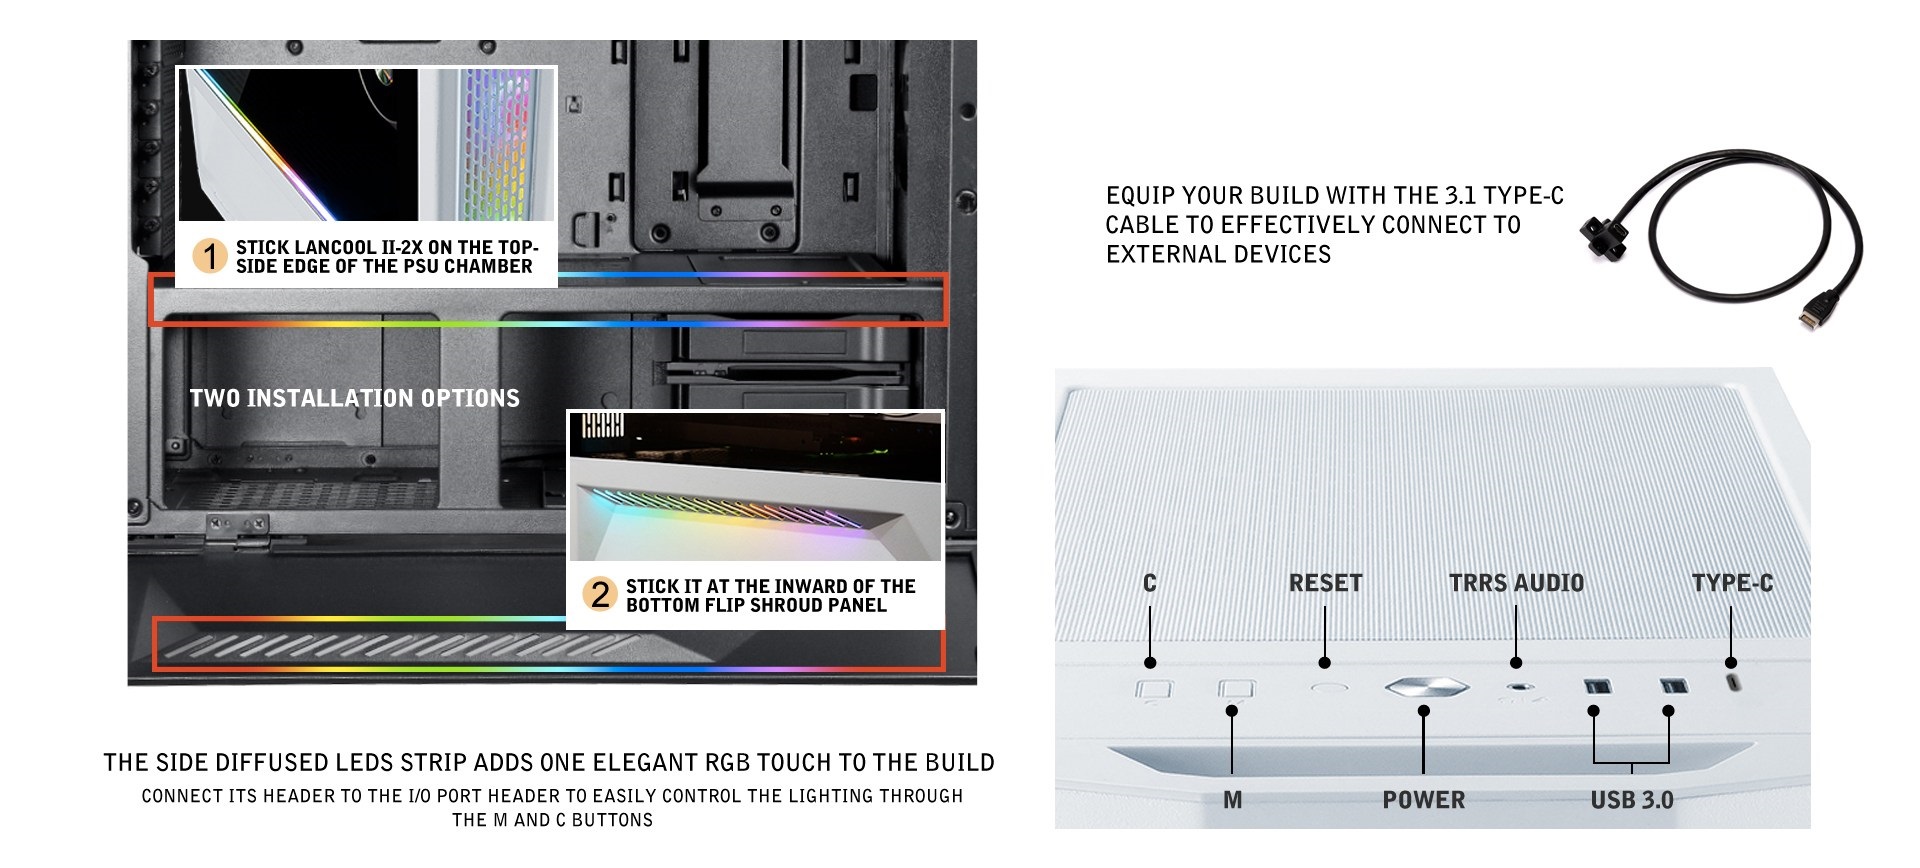 1
STICK LANCOOL II-2X ON THE TOP-
SIDE EDGE OF THE PSU CHAMBER
TWO INSTALLATION OPTIONS
2
STICK IT AT THE INWARD OF THE
BOTTOM FLIP SHROUD PANEL
THE SIDE DIFFUSED LEDS STRIP ADDS ONE ELEGANT RGB TOUCH TO THE BUILD
CONNECT ITS HEADER TO THE I/O PORT HEADER TO EASILY CONTROL THE LIGHTING THROUGH
THE M AND C BUTTONS
EQUIP YOUR BUILD WITH THE 3.1 TYPE-C
CABLE TO EFFECTIVELY CONNECT TO
EXTERNAL DEVICES
C
RESET
TRRS AUDIO
TYPE-C
M
POWER
USB 3.0